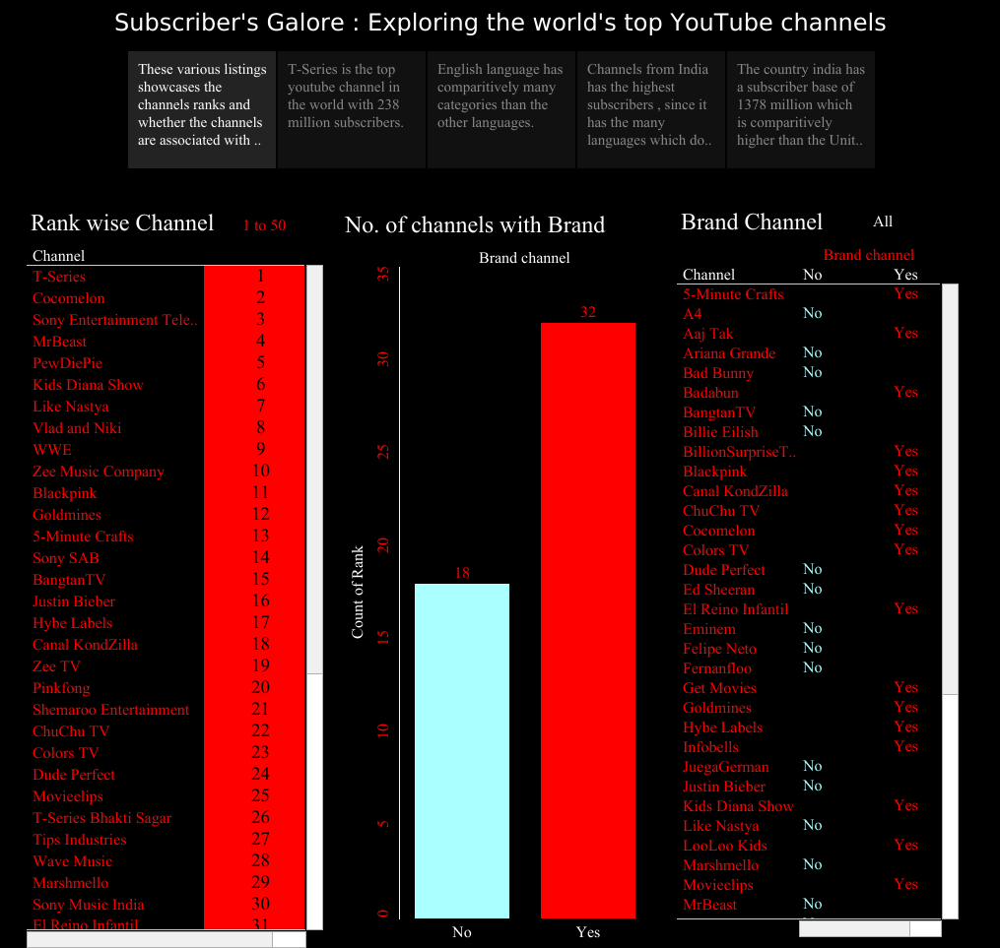 Subscriber's Galore : Exploring the world's top YouTube channels
These various listings
showcases the
channels ranks and
whether the channels
are associated with ..
T-Series is the top
youtube channel in
the world with 238
million subscribers.
English language has
comparitively many
categories than the
other languages.
Channels from India
has the highest
subscribers , since it
has the many
languages which do..
The country india has
a subscriber base of
1378 million which
is comparitively
higher than the Unit..
Rank wise Channel 1 to 50
Channel
T-Series 1
Cocomelon 2
Sony Entertainment Tele.. 3
MrBeast 4
PewDiePie 5
Kids Diana Show 6
Like Nastya 7
Vlad and Niki 8
WWE 9
Zee Music Company 10
Blackpink 11
Goldmines 12
5-Minute Crafts 13
Sony SAB 14
BangtanTV 15
Justin Bieber 16
Hybe Labels 17
Canal KondZilla 18
Zee TV 19
Pinkfong 20
Shemaroo Entertainment 21
ChuChu TV 22
Colors TV 23
Dude Perfect 24
Movieclips 25
T-Series Bhakti Sagar 26
Tips Industries 27
Wave Music 28
Marshmello 29
Sony Music India 30
El Reino Infantil 31
No. of channels with Brand
Brand channel
Count of Rank
35
30
25
20
15
10
5
0
18
32
No Yes
Brand Channel All
Brand channel
Channel No Yes
5-Minute Crafts Yes
A4 No
Aaj Tak Yes
Ariana Grande No
Bad Bunny No
Badabun Yes
BangtanTV No
Billie Eilish No
BillionSurpriseT.. Yes
Blackpink Yes
Canal KondZilla Yes
ChuChu TV Yes
Cocomelon Yes
Colors TV Yes
Dude Perfect No
Ed Sheeran No
El Reino Infantil Yes
Eminem No
Felipe Neto No
Fernanfloo No
Get Movies Yes
Goldmines Yes
Hybe Labels Yes
Infobells Yes
JuegaGerman No
Justin Bieber No
Kids Diana Show Yes
Like Nastya No
LooLoo Kids Yes
Marshmello No
Movieclips Yes
MrBeast No